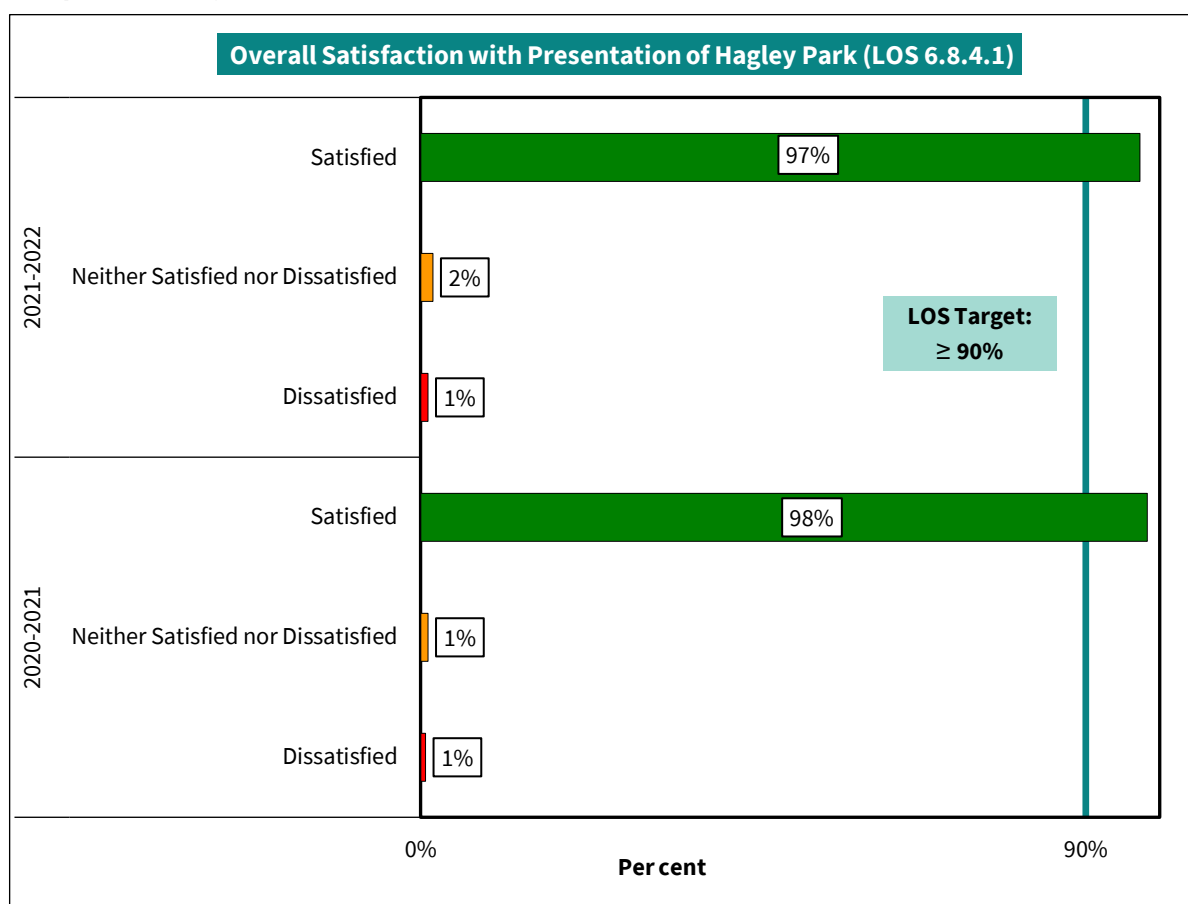 Overall Satisfaction with Presentation of Hagley Park (LOS 6.8.4.1)
2021-2022
Satisfied
97%
Neither Satisfied nor Dissatisfied
2%
LOS Target:
≥ 90%
Dissatisfied
1%
2020-2021
Satisfied
98%
Neither Satisfied nor Dissatisfied
1%
Dissatisfied
1%
0%
90%
Per cent